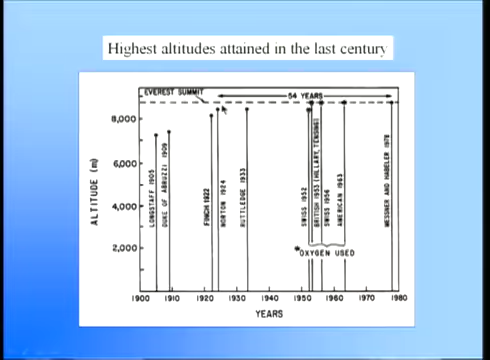 Highest altitudes attained in the last century
EVEREST SUMMIT
54 YEARS
8,000
6,000
4,000
2,000
ALTITUDE (m)
LONGSTAFF 1905
DUKE OF ABRUZZI 1909
FINCH 1922
NORTON 1924
RUTTLEDGE 1933
SWISS 1952
BRITISH 1953 (HILLARY, TENSING)
SWISS 1956
AMERICAN 1963
MESSNER AND HABELER 1978
*OXYGEN USED
1900 1910 1920 1930 1940 1950 1960 1970 1980
YEARS